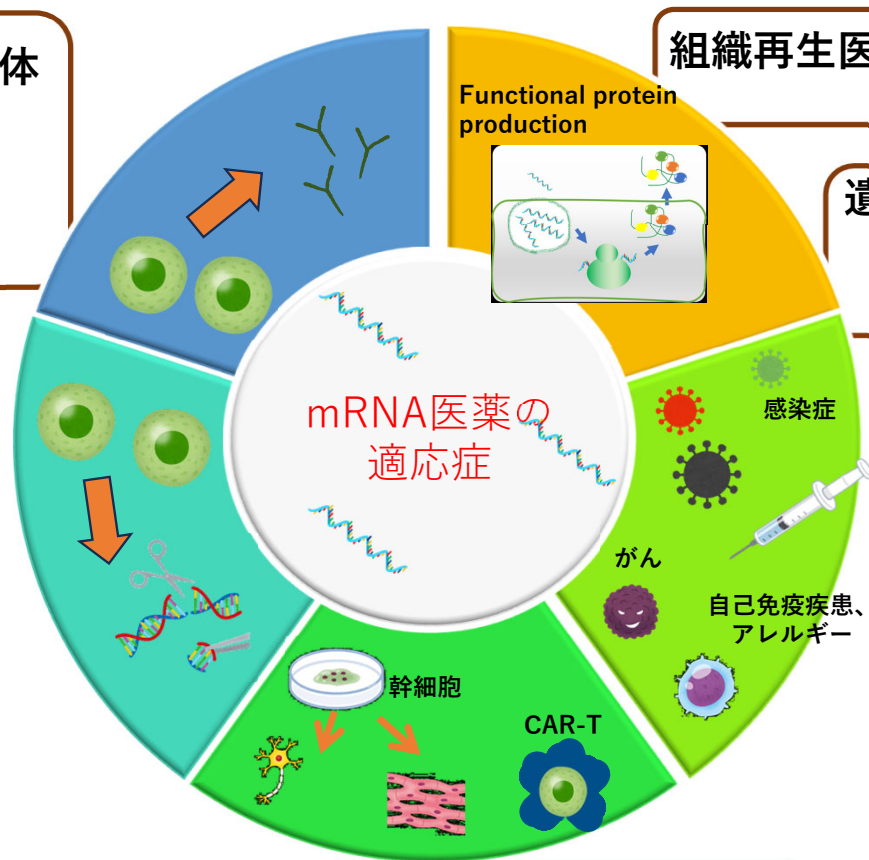 体
組織再生医
Functional protein
production
遺
mRNA医薬の
適応症
感染症
がん
自己免疫疾患、
アレルギー
幹細胞
CAR-T